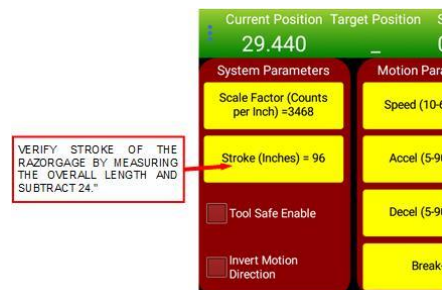 Current Position Target Position
29.440 _
System Parameters
Motion Para
Scale Factor (Counts
per Inch) =3468
Speed (10-6
VERIFY STROKE OF THE
RAZORGAGE BY MEASURING
THE OVERALL LENGTH AND
SUBTRACT 24."
Stroke (Inches) = 96
Accel (5-90
Tool Safe Enable
Decel (5-90
Invert Motion
Direction
Break